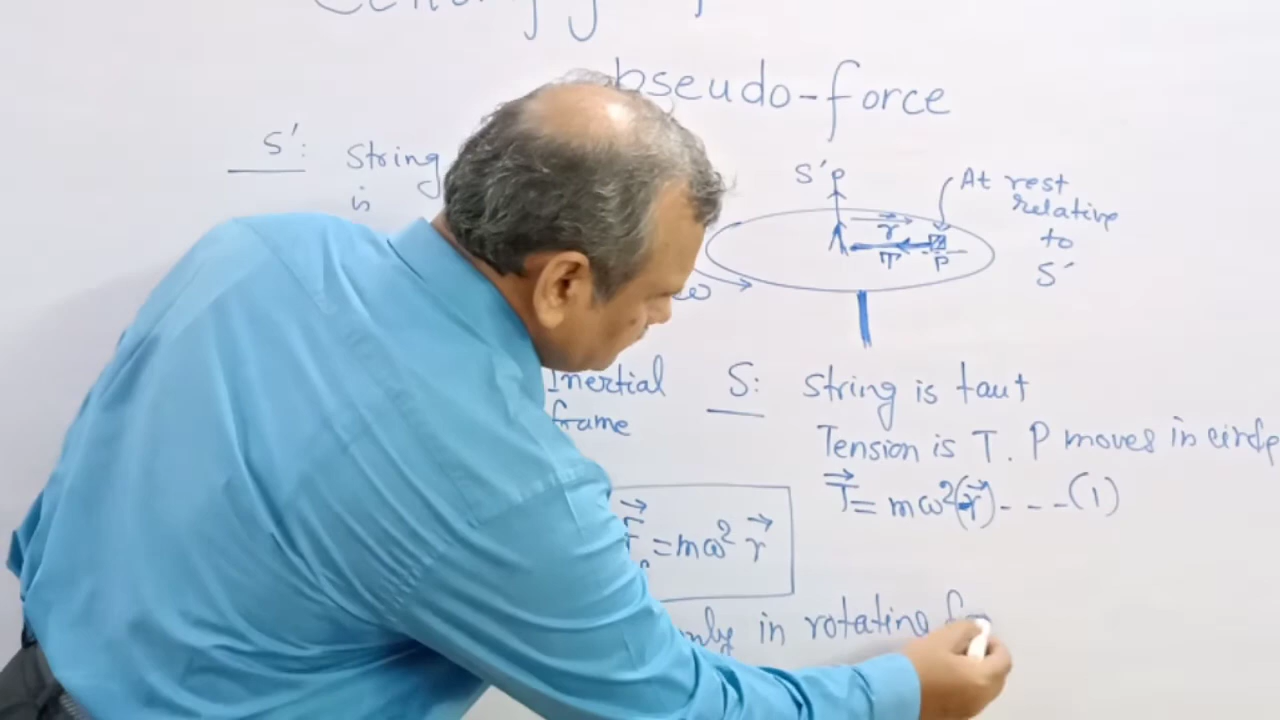 pseudo-force
S': String
is
S'
r
T
P
At rest
relative
to
S'
ω
Inertial
frame
S: String is taut
Tension is T. P moves in circle
T = mω²(r) - - - (1)
= mω² r
in rotating